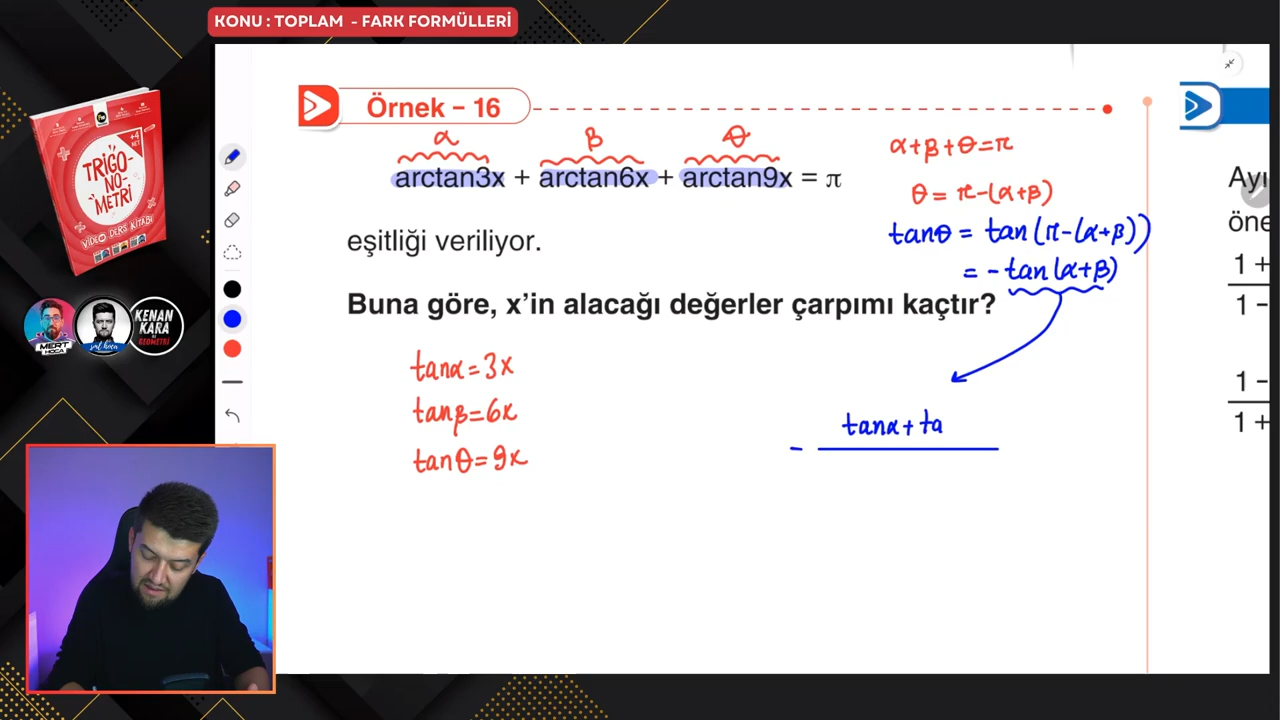 KONU : TOPLAM - FARK FORMÜLLERİ
Örnek – 16
α β θ
arctan3x + arctan6x + arctan9x = π
eşitliği veriliyor.
Buna göre, x'in alacağı değerler çarpımı kaçtır?
tanα = 3x
tanβ = 6x
tanθ = 9x
α+β+θ=π
θ = π-(α+β)
tanθ = tan(π-(α+β))
= -tan(α+β)
- tanα + ta
Ayı
öne
1 +
1 -
1 -
1 +
+4
NET
TRİGO-
NO-
METRİ
VİDEO DERS KİTABI
MERT
HOCA
KENAN
KARA
GEOMETRİ